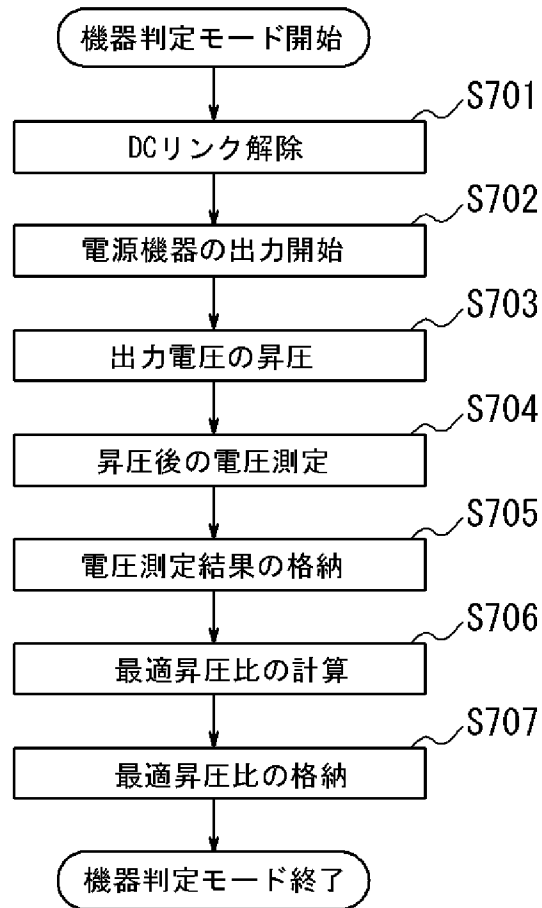 機器判定モード開始
S701
DCリンク解除
S702
電源機器の出力開始
S703
出力電圧の昇圧
S704
昇圧後の電圧測定
S705
電圧測定結果の格納
S706
最適昇圧比の計算
S707
最適昇圧比の格納
機器判定モード終了